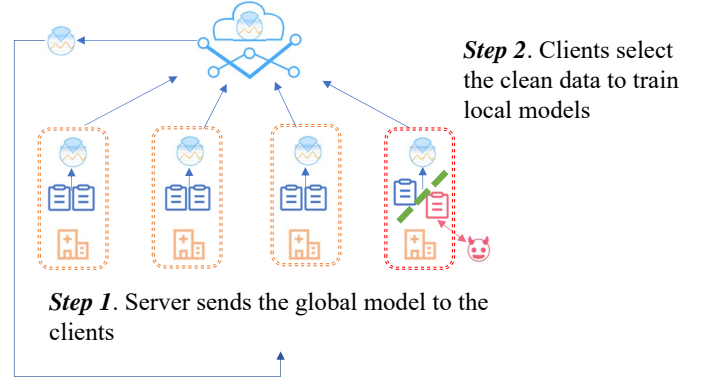 Step 2. Clients select
the clean data to train
local models
Step 1. Server sends the global model to the
clients